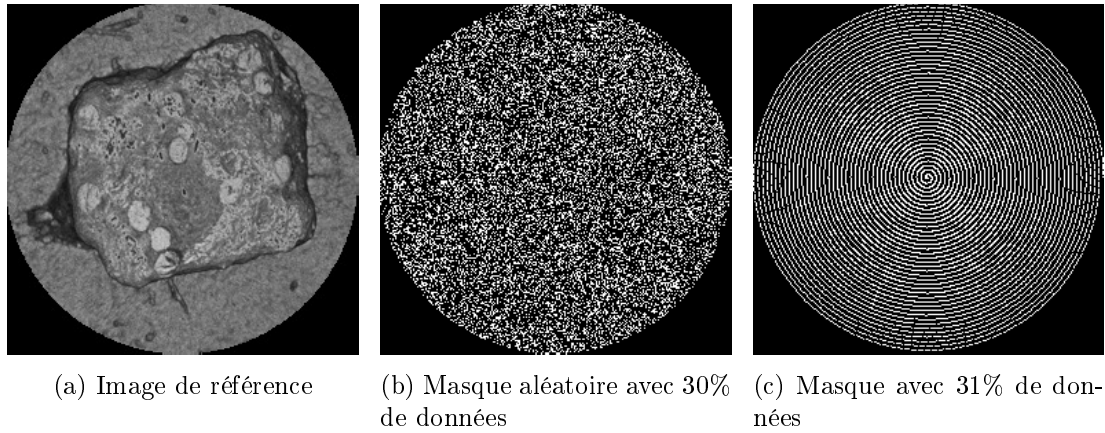 (a) Image de référence
(b) Masque aléatoire avec 30%
de données
(c) Masque avec 31% de don-
nées